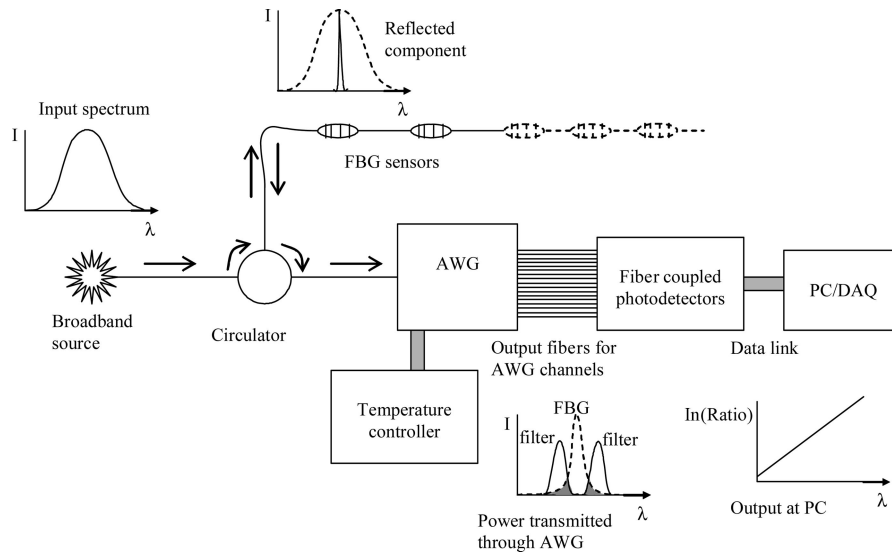 I
Reflected
component
λ
Input spectrum
I
λ
FBG sensors
Broadband
source
Circulator
AWG
Fiber coupled
photodetectors
PC/DAQ
Output fibers for
AWG channels
Data link
Temperature
controller
I
FBG
filter
filter
λ
Power transmitted
through AWG
In(Ratio)
λ
Output at PC